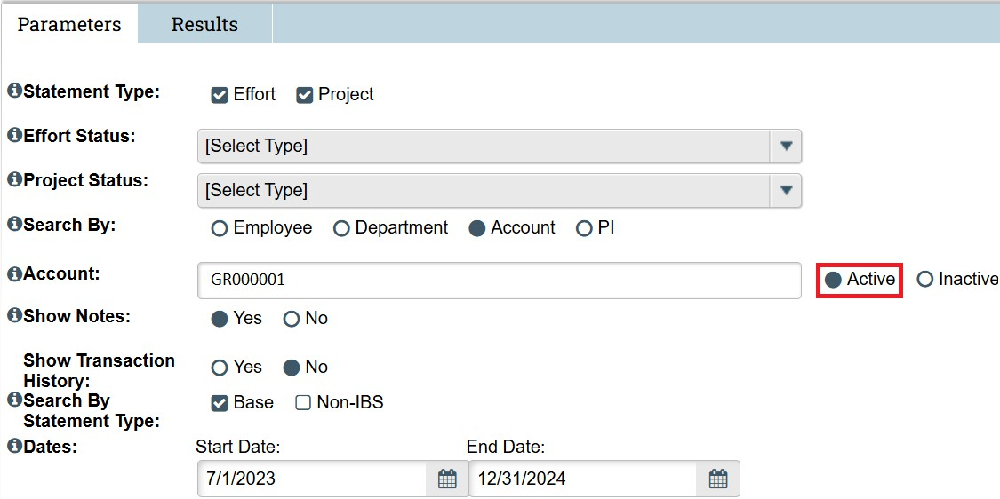 Parameters Results
Statement Type: Effort Project
Effort Status: [Select Type]
Project Status: [Select Type]
Search By: Employee Department Account PI
Account: GR000001 Active Inactive
Show Notes: Yes No
Show Transaction
History: Yes No
Search By
Statement Type: Base Non-IBS
Dates: Start Date: End Date:
7/1/2023 12/31/2024